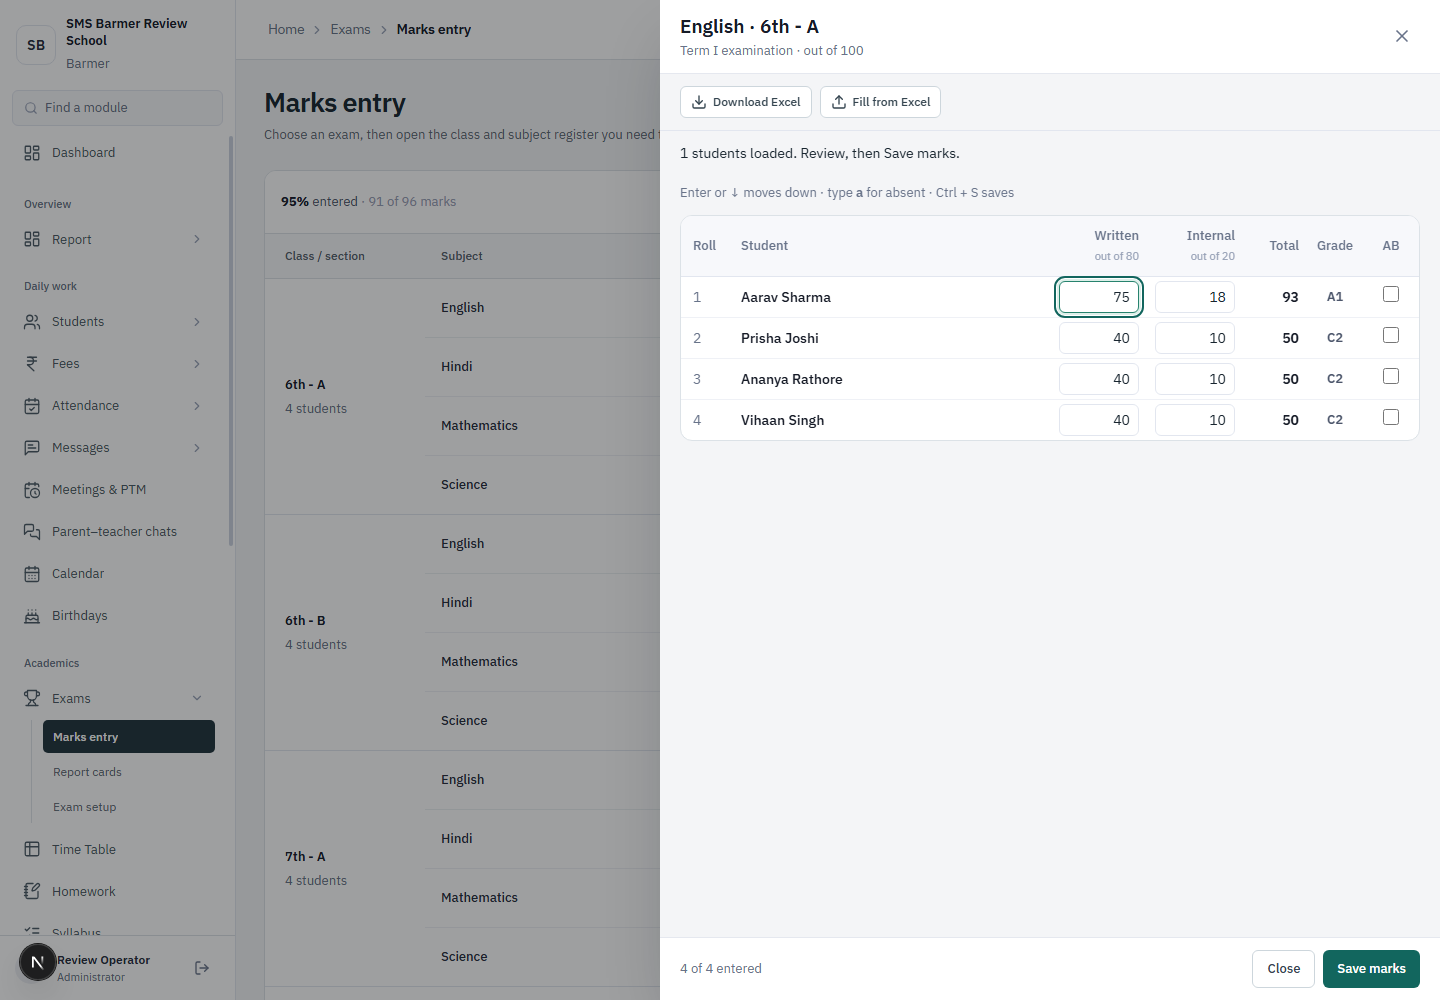 SB
SMS Barmer Review
School
Barmer
Find a module
Dashboard
Overview
Report
Daily work
Students
Fees
Attendance
Messages
Meetings & PTM
Parent–teacher chats
Calendar
Birthdays
Academics
Exams
Marks entry
Report cards
Exam setup
Time Table
Homework
Syllabus
N
Review Operator
Administrator
Home > Exams > Marks entry
Marks entry
Choose an exam, then open the class and subject register you need
95% entered · 91 of 96 marks
Class / section Subject
6th - A
4 students
English
Hindi
Mathematics
Science
6th - B
4 students
English
Hindi
Mathematics
Science
7th - A
4 students
English
Hindi
Mathematics
Science
English · 6th - A
Term I examination · out of 100
Download Excel Fill from Excel
1 students loaded. Review, then Save marks.
Enter or ↓ moves down · type a for absent · Ctrl + S saves
Roll Student Written out of 80 Internal out of 20 Total Grade AB
1 Aarav Sharma 75 18 93 A1
2 Prisha Joshi 40 10 50 C2
3 Ananya Rathore 40 10 50 C2
4 Vihaan Singh 40 10 50 C2
4 of 4 entered
Close Save marks